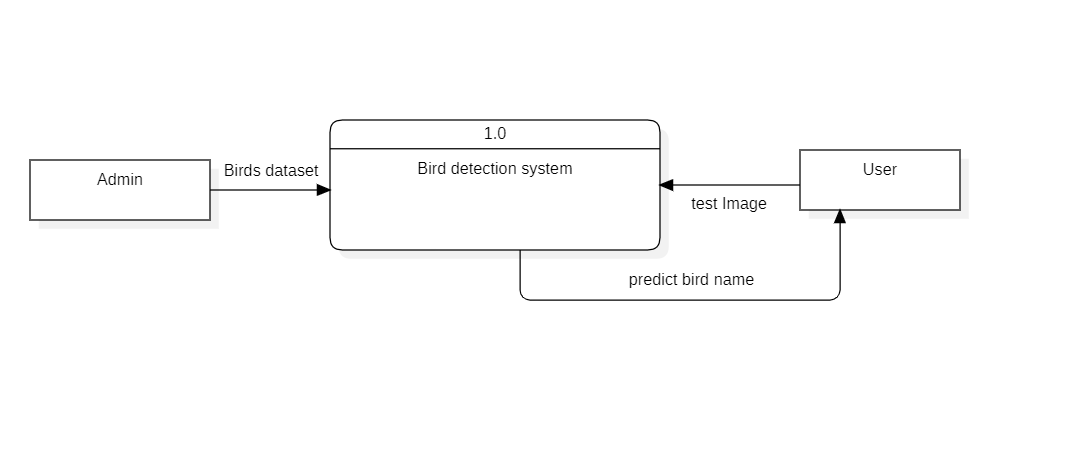 1.0
Admin
Birds dataset
Bird detection system
User
test Image
predict bird name